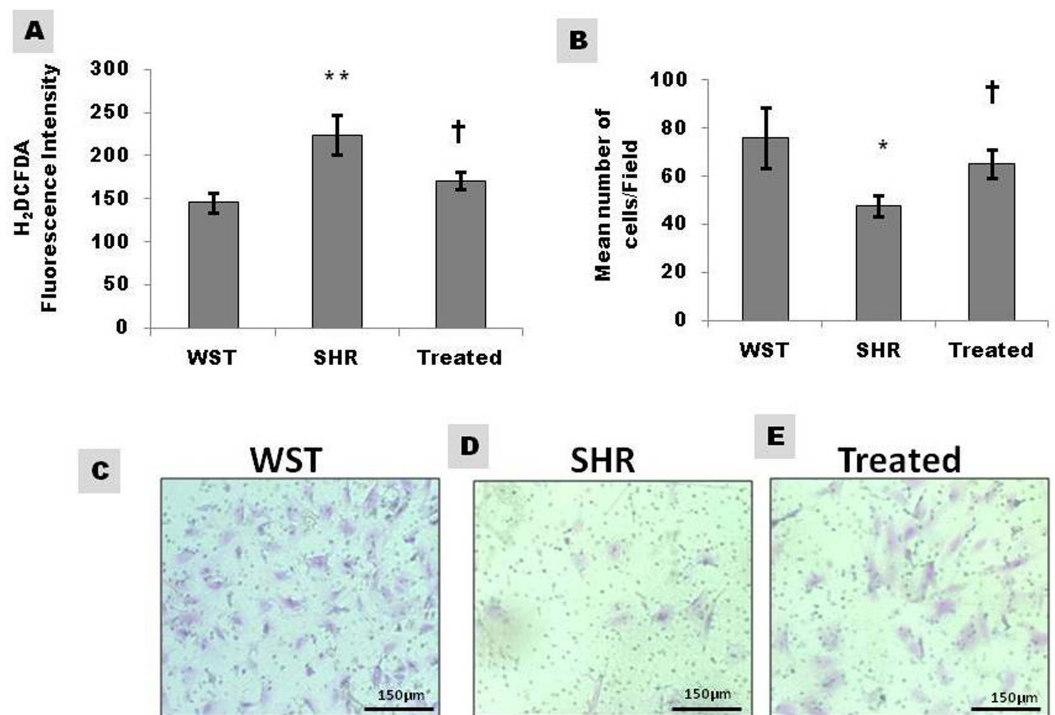 A
H₂DCFDA
Fluorescence Intensity
300
250
200
150
100
50
0
**
†
WST SHR Treated
B
Mean number of
cells/Field
100
80
60
40
20
0
*
†
WST SHR Treated
C
WST
150µm
D
SHR
150µm
E
Treated
150µm